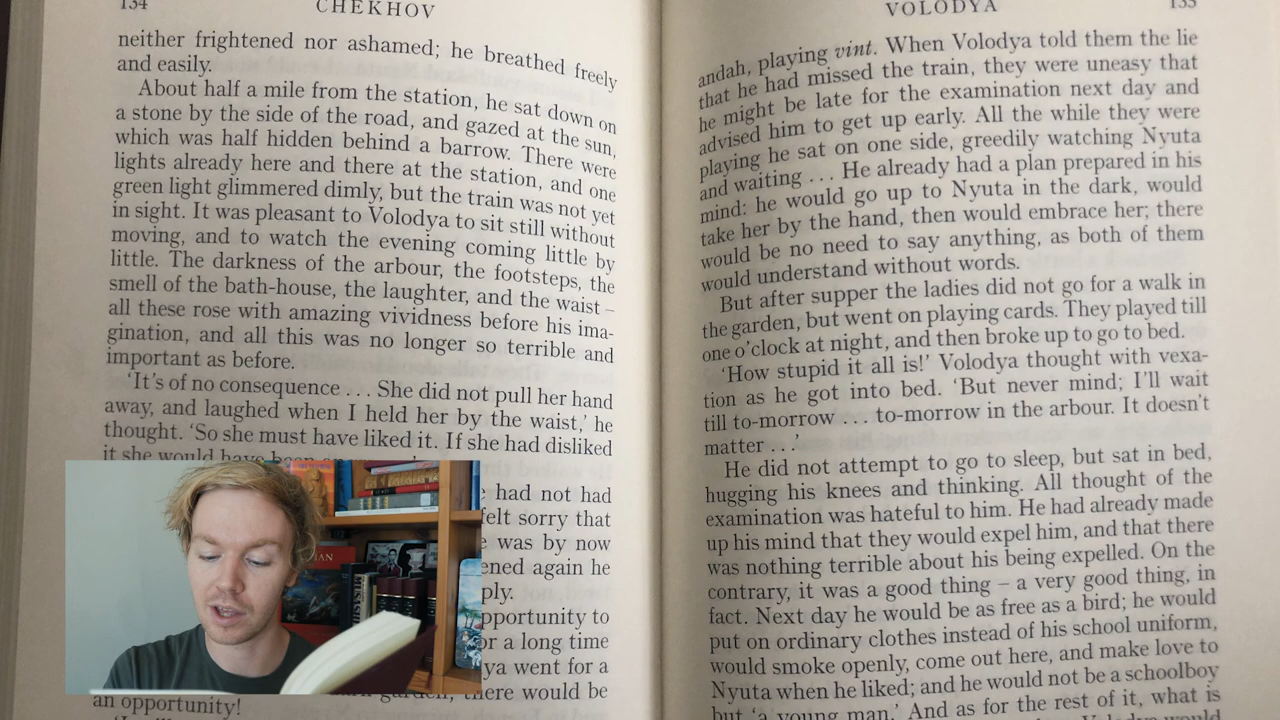 134
CHEKHOV
neither frightened nor ashamed; he breathed freely
and easily.
About half a mile from the station, he sat down on
a stone by the side of the road, and gazed at the sun,
which was half hidden behind a barrow. There were
lights already here and there at the station, and one
green light glimmered dimly, but the train was not yet
in sight. It was pleasant to Volodya to sit still without
moving, and to watch the evening coming little by
little. The darkness of the arbour, the footsteps, the
smell of the bath-house, the laughter, and the waist –
all these rose with amazing vividness before his ima-
gination, and all this was no longer so terrible and
important as before.
‘It's of no consequence . . . She did not pull her hand
away, and laughed when I held her by the waist,’ he
thought. ‘So she must have liked it. If she had disliked
it she would have been
had not had
felt sorry that
was by now
again he
to
or a long time
went for a
there would be
an opportunity!
VOLODYA
135
andah, playing vint. When Volodya told them the lie
that he had missed the train, they were uneasy that
he might be late for the examination next day and
advised him to get up early. All the while they were
playing he sat on one side, greedily watching Nyuta
and waiting . . . He already had a plan prepared in his
mind: he would go up to Nyuta in the dark, would
take her by the hand, then would embrace her; there
would be no need to say anything, as both of them
would understand without words.
But after supper the ladies did not go for a walk in
the garden, but went on playing cards. They played till
one o'clock at night, and then broke up to go to bed.
‘How stupid it all is!’ Volodya thought with vexa-
tion as he got into bed. ‘But never mind; I'll wait
till to-morrow . . . to-morrow in the arbour. It doesn't
matter . . .’
He did not attempt to go to sleep, but sat in bed,
hugging his knees and thinking. All thought of the
examination was hateful to him. He had already made
up his mind that they would expel him, and that there
was nothing terrible about his being expelled. On the
contrary, it was a good thing – a very good thing, in
fact. Next day he would be as free as a bird; he would
put on ordinary clothes instead of his school uniform,
would smoke openly, come out here, and make love to
Nyuta when he liked; and he would not be a schoolboy
but ‘a young man.’ And as for the rest of it, what is